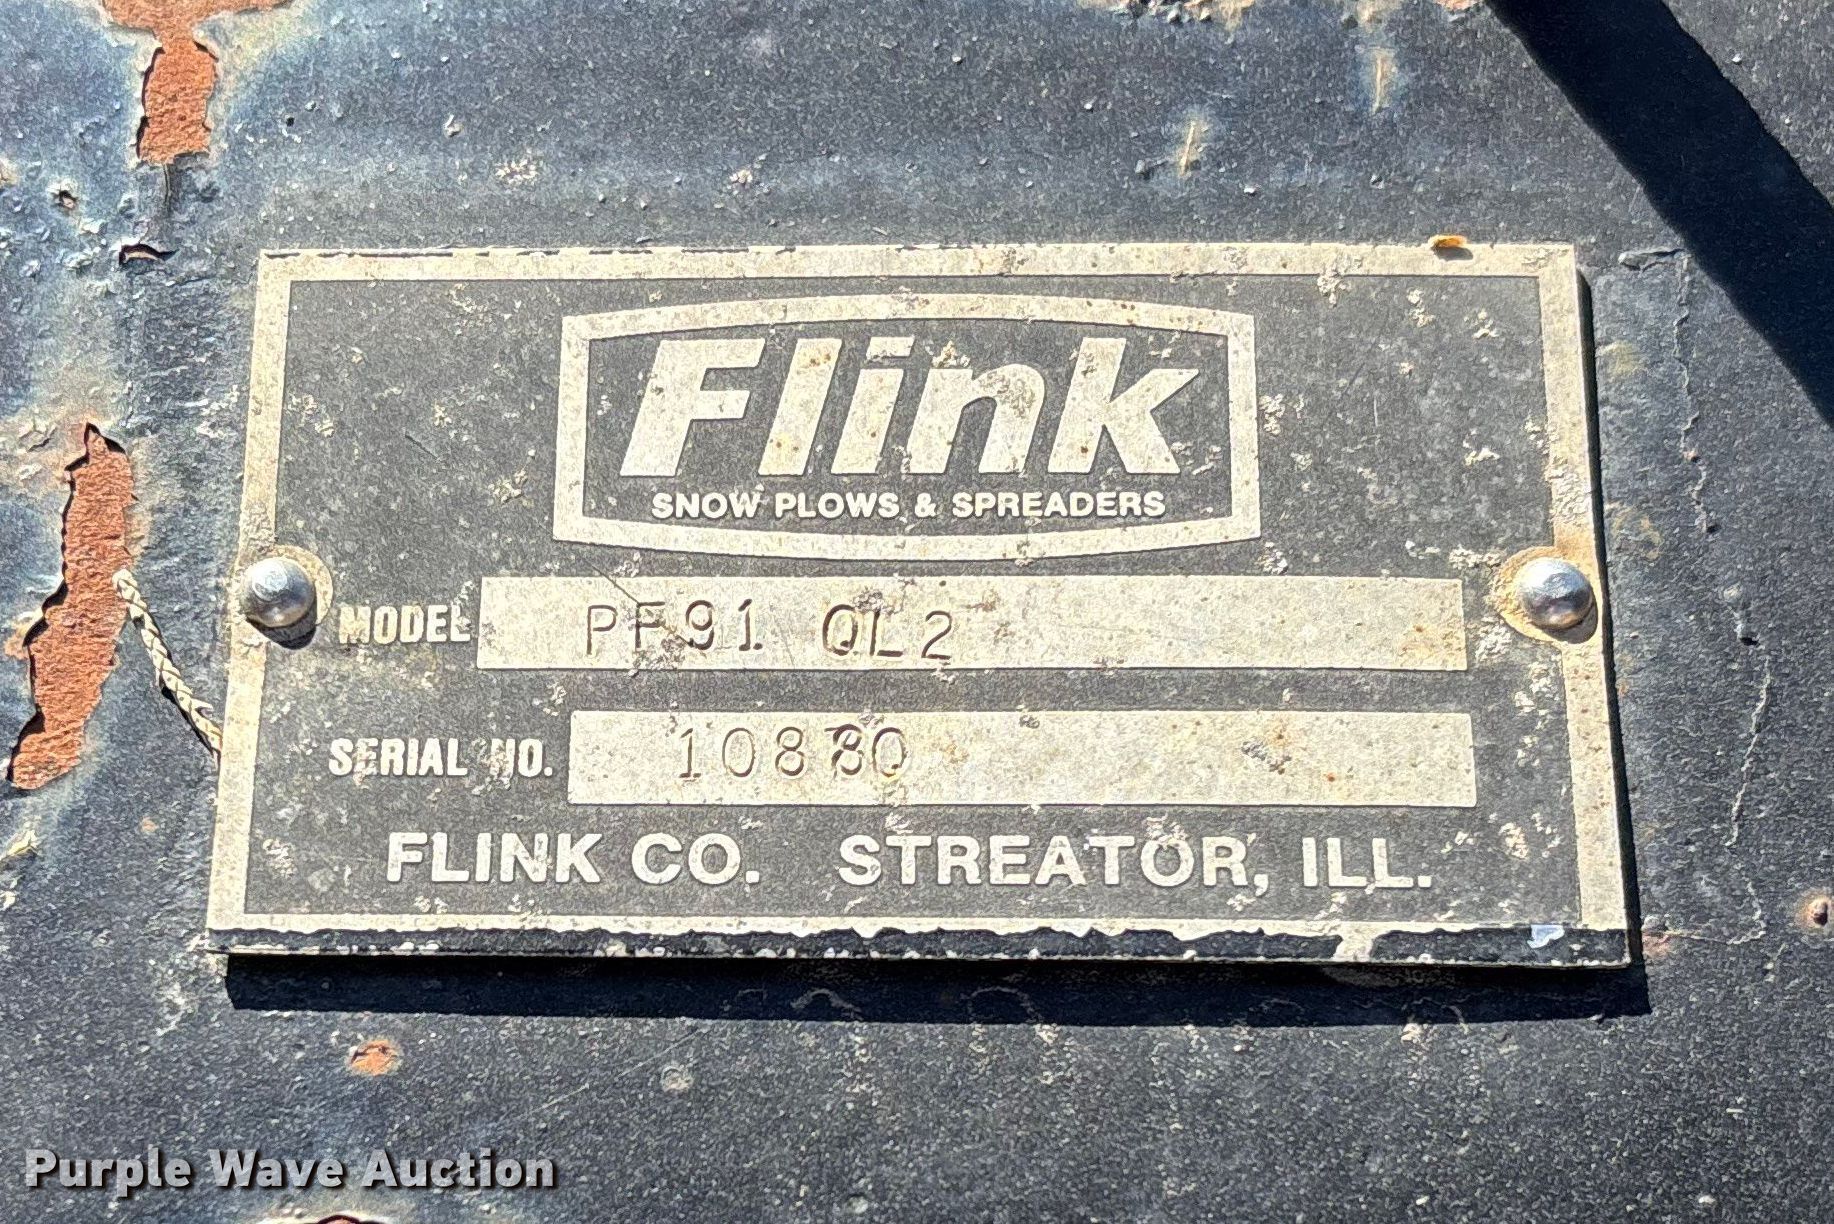 Flink
SNOW PLOWS & SPREADERS
MODEL PF91 QL2
SERIAL NO.
FLINK CO. STREATOR, ILL.
Purple Wave Auction